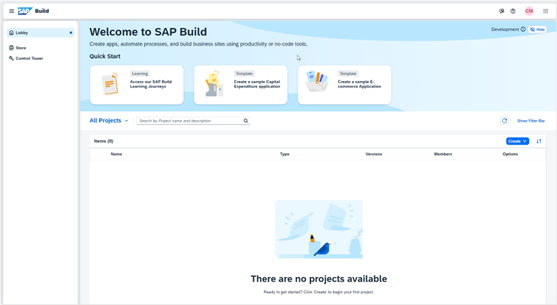 SAP Build
CM
Lobby
Store
Control Tower
Welcome to SAP Build
Development
Hide
Create apps, automate processes, and build business sites using productivity or no-code tools.
Quick Start
Learning
Access our SAP Build
Learning Journeys
Template
Create a sample Capital
Expenditure application
Template
Create a sample E-
commerce Application
All Projects
Search by Project name and description
Show Filter Bar
Items (0)
Create
Name
Type
Versions
Members
Options
There are no projects available
Ready to get started? Click 'Create' to begin your first project.